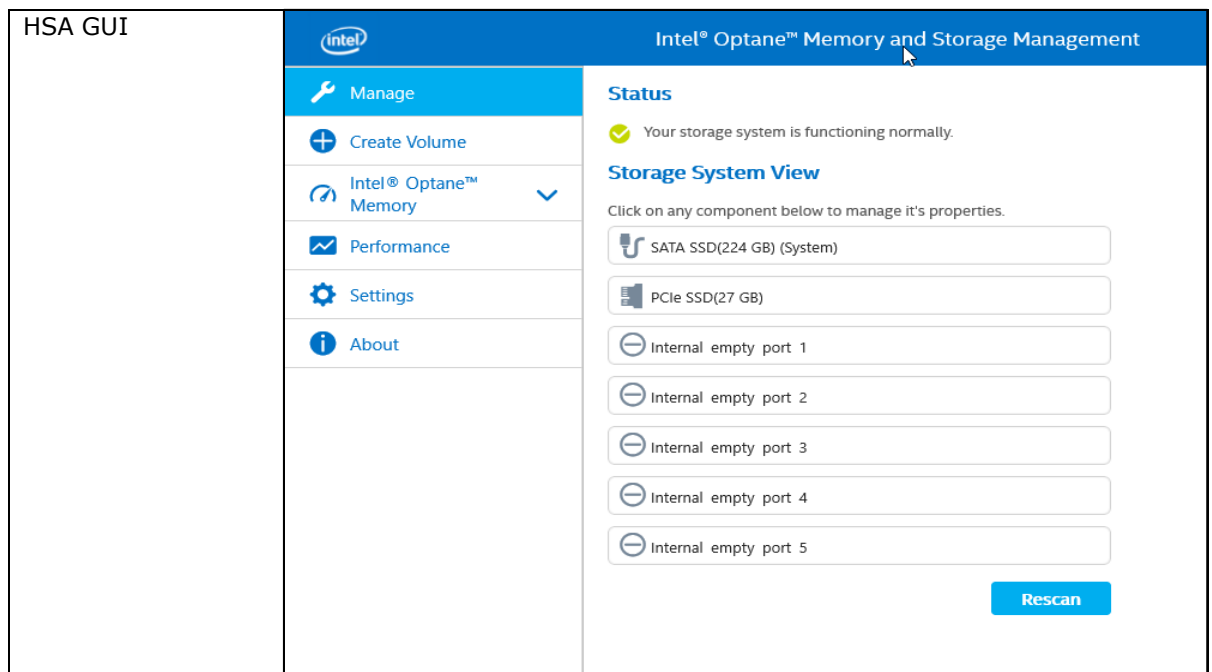 HSA GUI
intel
Intel® Optane™ Memory and Storage Management
Manage
Create Volume
Intel® Optane™
Memory
Performance
Settings
About
Status
Your storage system is functioning normally.
Storage System View
Click on any component below to manage it's properties.
SATA SSD(224 GB) (System)
PCIe SSD(27 GB)
Internal empty port 1
Internal empty port 2
Internal empty port 3
Internal empty port 4
Internal empty port 5
Rescan